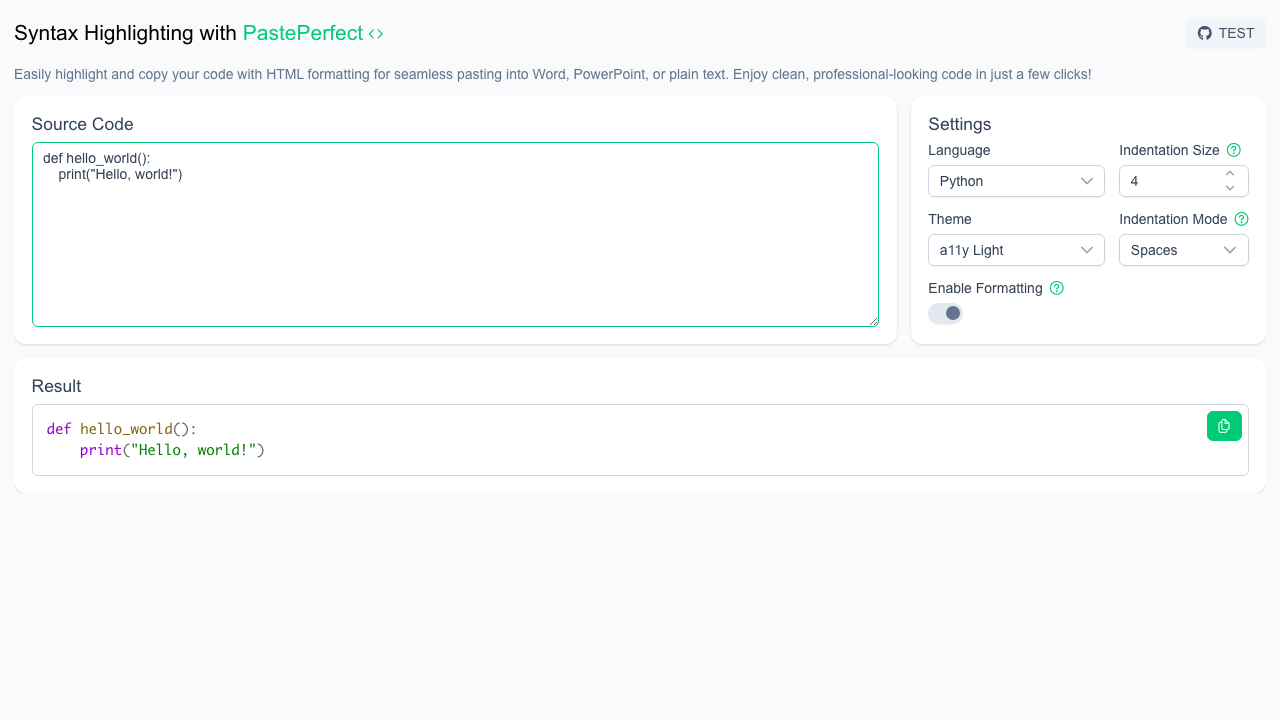 Syntax Highlighting with PastePerfect <>
TEST
Easily highlight and copy your code with HTML formatting for seamless pasting into Word, PowerPoint, or plain text. Enjoy clean, professional-looking code in just a few clicks!
Source Code
def hello_world():
    print("Hello, world!")
Settings
Language
Indentation Size
Python
4
Theme
Indentation Mode
a11y Light
Spaces
Enable Formatting
Result
def hello_world():
    print("Hello, world!")